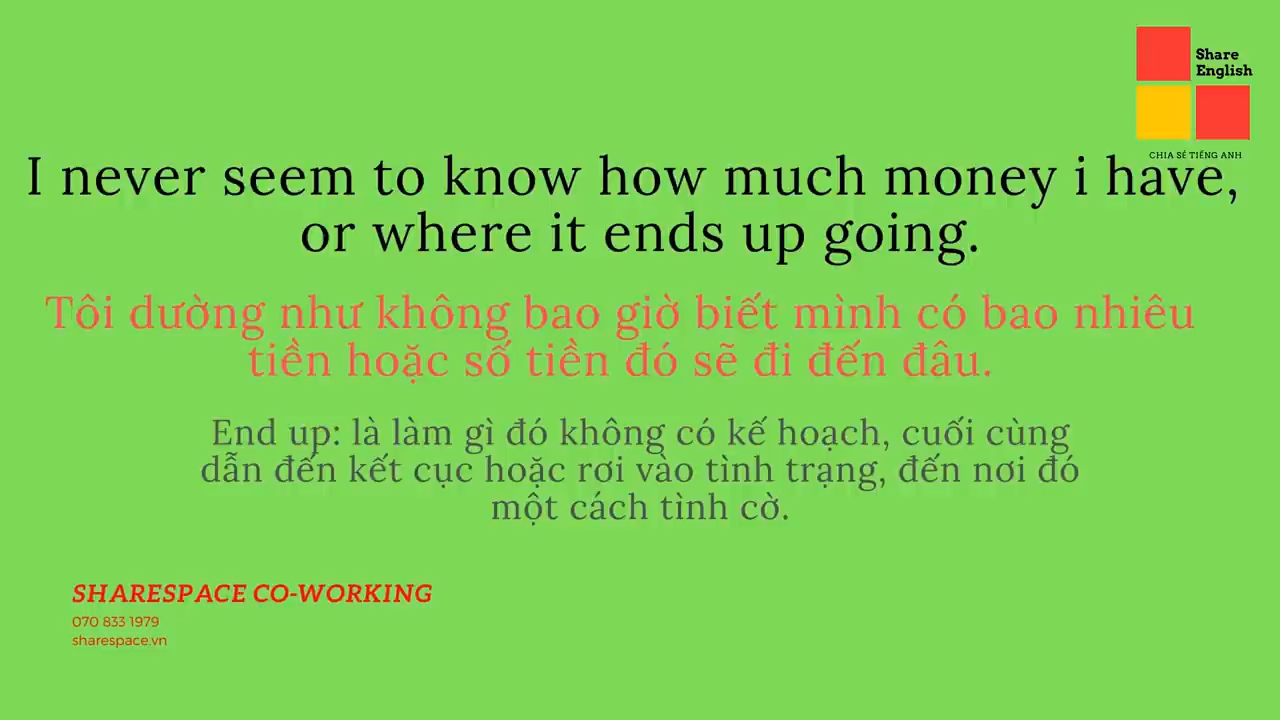 Share
English
CHIA SẺ TIẾNG ANH
I never seem to know how much money i have,
or where it ends up going.
Tôi dường như không bao giờ biết mình có bao nhiêu
tiền hoặc số tiền đó sẽ đi đến đâu.
End up: là làm gì đó không có kế hoạch, cuối cùng
dẫn đến kết cục hoặc rơi vào tình trạng, đến nơi đó
một cách tình cờ.
SHARESPACE CO-WORKING
070 833 1979
sharespace.vn